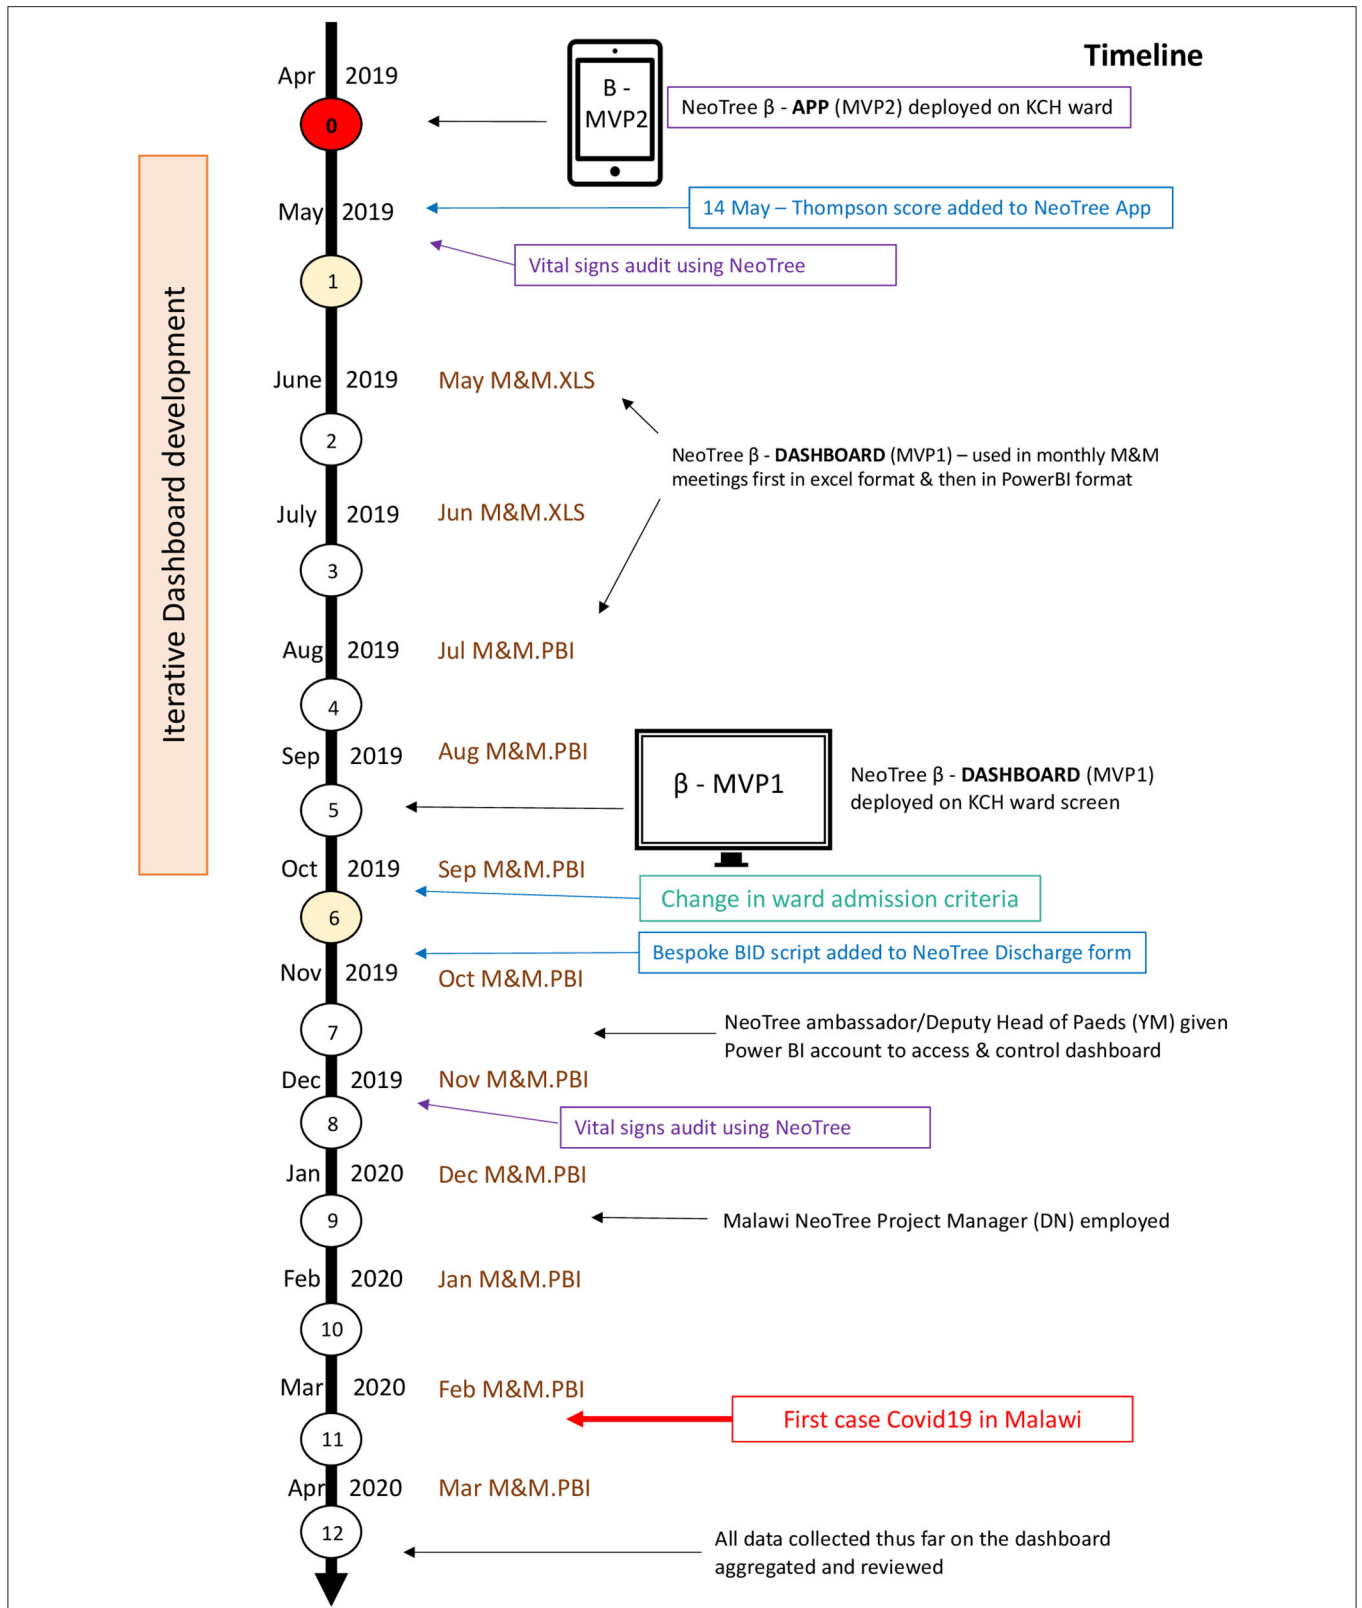 Timeline
Apr 2019
0
B -
MVP2
NeoTree β - APP (MVP2) deployed on KCH ward
Iterative Dashboard development
May 2019
14 May – Thompson score added to NeoTree App
Vital signs audit using NeoTree
1
June 2019 May M&M.XLS
2
NeoTree β - DASHBOARD (MVP1) – used in monthly M&M
meetings first in excel format & then in PowerBI format
July 2019 Jun M&M.XLS
3
Aug 2019 Jul M&M.PBI
4
Sep 2019 Aug M&M.PBI
β - MVP1
NeoTree β - DASHBOARD (MVP1)
deployed on KCH ward screen
5
Oct 2019 Sep M&M.PBI
Change in ward admission criteria
6
Bespoke BID script added to NeoTree Discharge form
Nov 2019 Oct M&M.PBI
7
NeoTree ambassador/Deputy Head of Paeds (YM) given
Power BI account to access & control dashboard
Dec 2019 Nov M&M.PBI
8
Vital signs audit using NeoTree
Jan 2020 Dec M&M.PBI
9
Malawi NeoTree Project Manager (DN) employed
Feb 2020 Jan M&M.PBI
10
Mar 2020 Feb M&M.PBI
First case Covid19 in Malawi
11
Apr 2020 Mar M&M.PBI
12
All data collected thus far on the dashboard
aggregated and reviewed